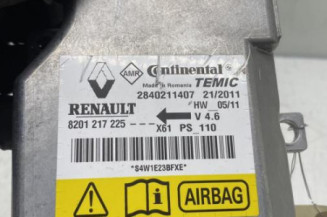 AMR Continental
Made in Romania TEMIC
2840211407 21/2011
HW 05/11
RENAULT V 4.6
8201 217 225 --- X61 PS_110
*S4W1E23BFXE*
AIRBAG